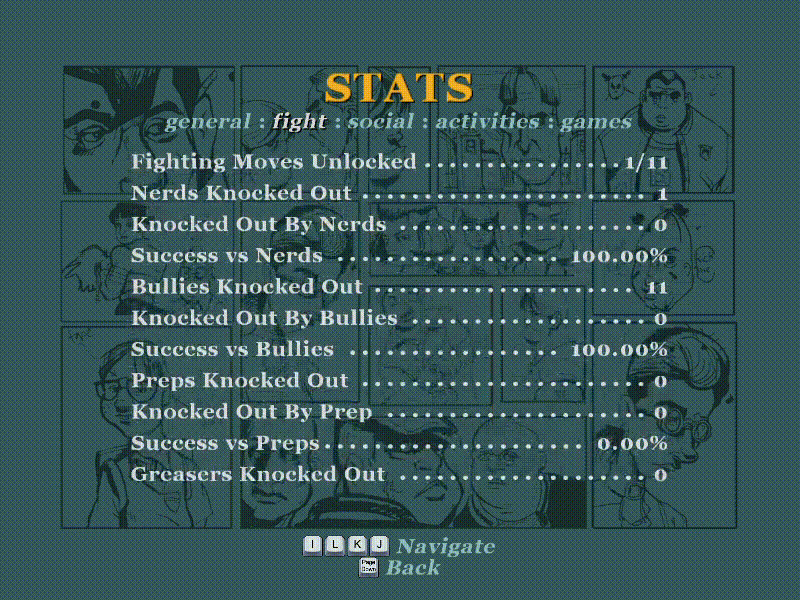 STATS
general : fight : social : activities : games
Fighting Moves Unlocked . . . . . . . . . . . . . . . . . 1/11
Nerds Knocked Out . . . . . . . . . . . . . . . . . . . . . . . . 1
Knocked Out By Nerds . . . . . . . . . . . . . . . . . . . . . 0
Success vs Nerds . . . . . . . . . . . . . . . . . . . 100.00%
Bullies Knocked Out . . . . . . . . . . . . . . . . . . . . . . 11
Knocked Out By Bullies . . . . . . . . . . . . . . . . . . . . 0
Success vs Bullies . . . . . . . . . . . . . . . . . . 100.00%
Preps Knocked Out . . . . . . . . . . . . . . . . . . . . . . . . 0
Knocked Out By Prep . . . . . . . . . . . . . . . . . . . . . . 0
Success vs Preps . . . . . . . . . . . . . . . . . . . . . . 0.00%
Greasers Knocked Out . . . . . . . . . . . . . . . . . . . . . 0
I L K J Navigate
Page Down Back